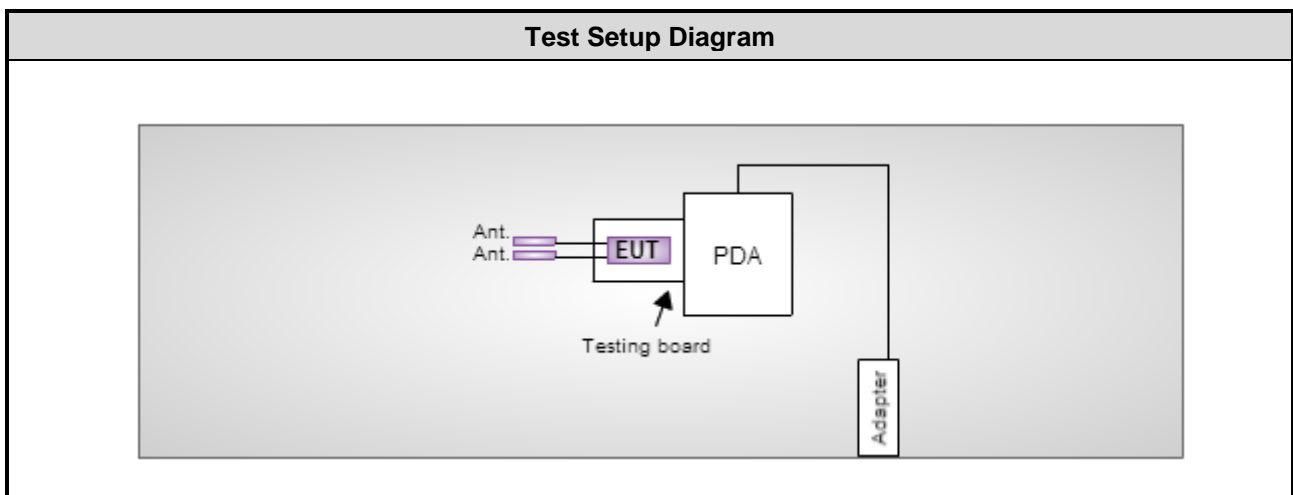 Test Setup Diagram
Ant.
Ant.
EUT
PDA
Testing board
Adapter